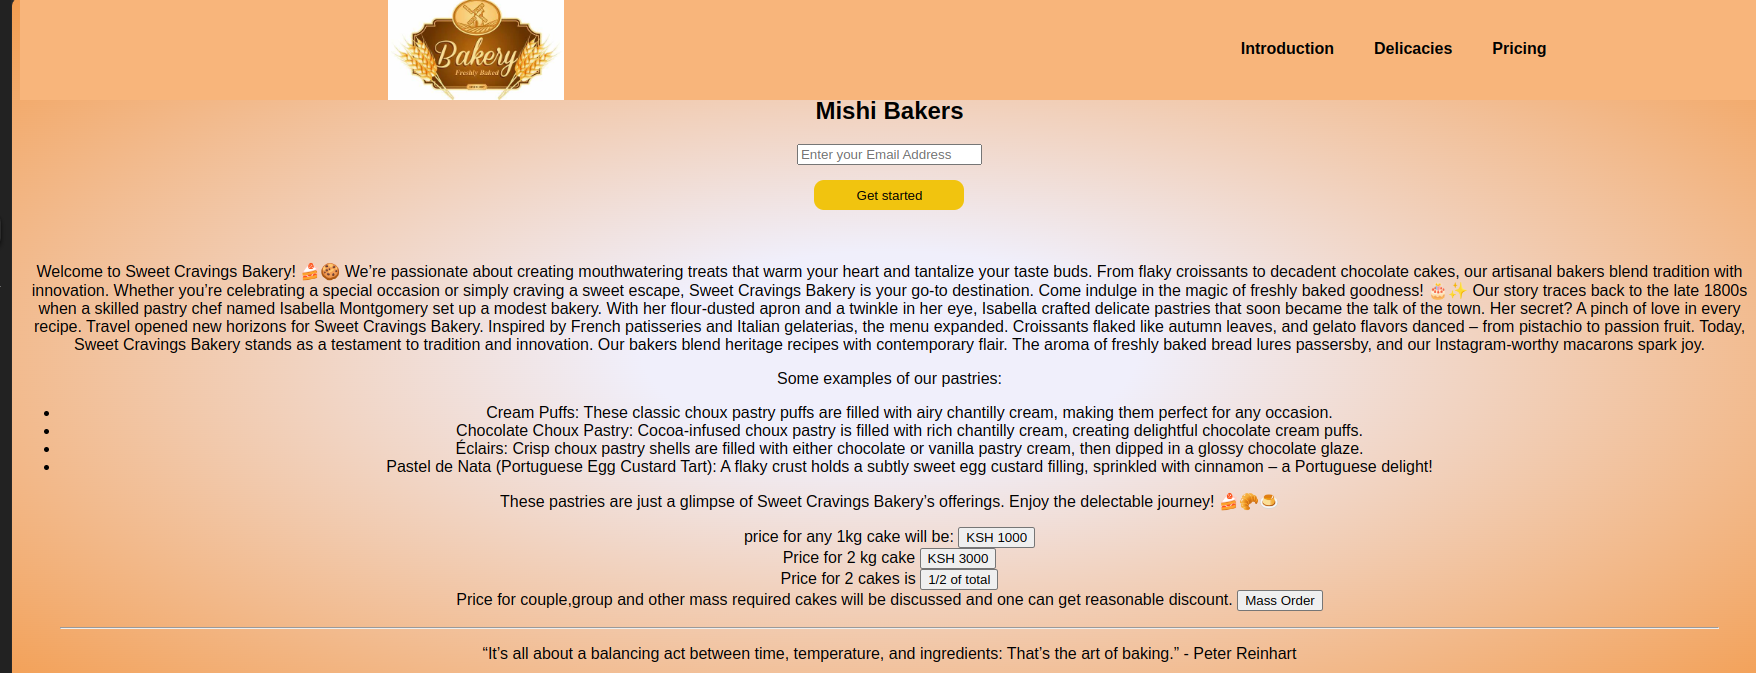 Bakery
Freshly Baked
Introduction
Delicacies
Pricing
Mishi Bakers
Enter your Email Address
Get started
Welcome to Sweet Cravings Bakery! 🍰🍪 We’re passionate about creating mouthwatering treats that warm your heart and tantalize your taste buds. From flaky croissants to decadent chocolate cakes, our artisanal bakers blend tradition with
innovation. Whether you’re celebrating a special occasion or simply craving a sweet escape, Sweet Cravings Bakery is your go-to destination. Come indulge in the magic of freshly baked goodness! 🎂✨ Our story traces back to the late 1800s
when a skilled pastry chef named Isabella Montgomery set up a modest bakery. With her flour-dusted apron and a twinkle in her eye, Isabella crafted delicate pastries that soon became the talk of the town. Her secret? A pinch of love in every
recipe. Travel opened new horizons for Sweet Cravings Bakery. Inspired by French patisseries and Italian gelaterias, the menu expanded. Croissants flaked like autumn leaves, and gelato flavors danced – from pistachio to passion fruit. Today,
Sweet Cravings Bakery stands as a testament to tradition and innovation. Our bakers blend heritage recipes with contemporary flair. The aroma of freshly baked bread lures passersby, and our Instagram-worthy macarons spark joy.
Some examples of our pastries:
• Cream Puffs: These classic choux pastry puffs are filled with airy chantilly cream, making them perfect for any occasion.
• Chocolate Choux Pastry: Cocoa-infused choux pastry is filled with rich chantilly cream, creating delightful chocolate cream puffs.
• Éclairs: Crisp choux pastry shells are filled with either chocolate or vanilla pastry cream, then dipped in a glossy chocolate glaze.
• Pastel de Nata (Portuguese Egg Custard Tart): A flaky crust holds a subtly sweet egg custard filling, sprinkled with cinnamon – a Portuguese delight!
These pastries are just a glimpse of Sweet Cravings Bakery’s offerings. Enjoy the delectable journey! 🍰🥐🍮
price for any 1kg cake will be: KSH 1000
Price for 2 kg cake KSH 3000
Price for 2 cakes is 1/2 of total
Price for couple,group and other mass required cakes will be discussed and one can get reasonable discount. Mass Order
“It’s all about a balancing act between time, temperature, and ingredients: That’s the art of baking.” - Peter Reinhart